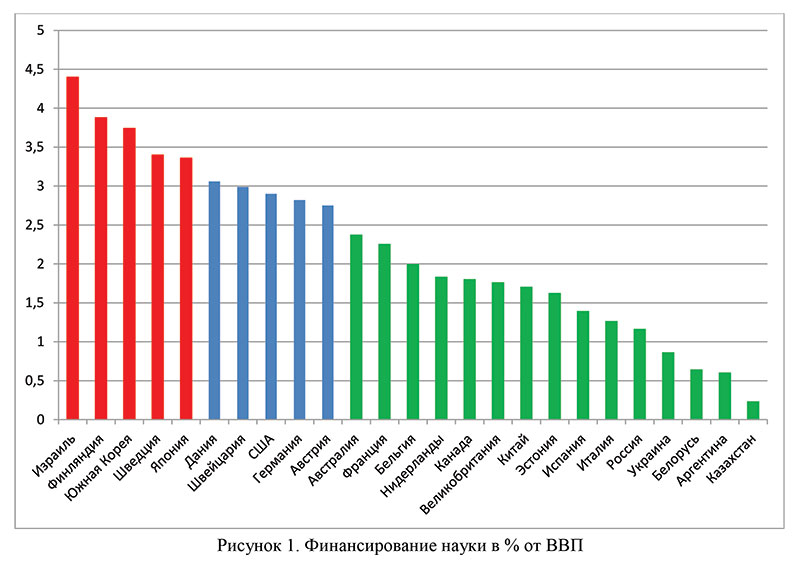 5
4,5
4
3,5
3
2,5
2
1,5
1
0,5
0
Израиль
Финляндия
Южная Корея
Швеция
Япония
Дания
Швейцария
США
Германия
Австрия
Австралия
Франция
Бельгия
Нидерланды
Канада
Великобритания
Китай
Эстония
Испания
Италия
Россия
Украина
Белорусь
Аргентина
Казахстан
Рисунок 1. Финансирование науки в % от ВВП